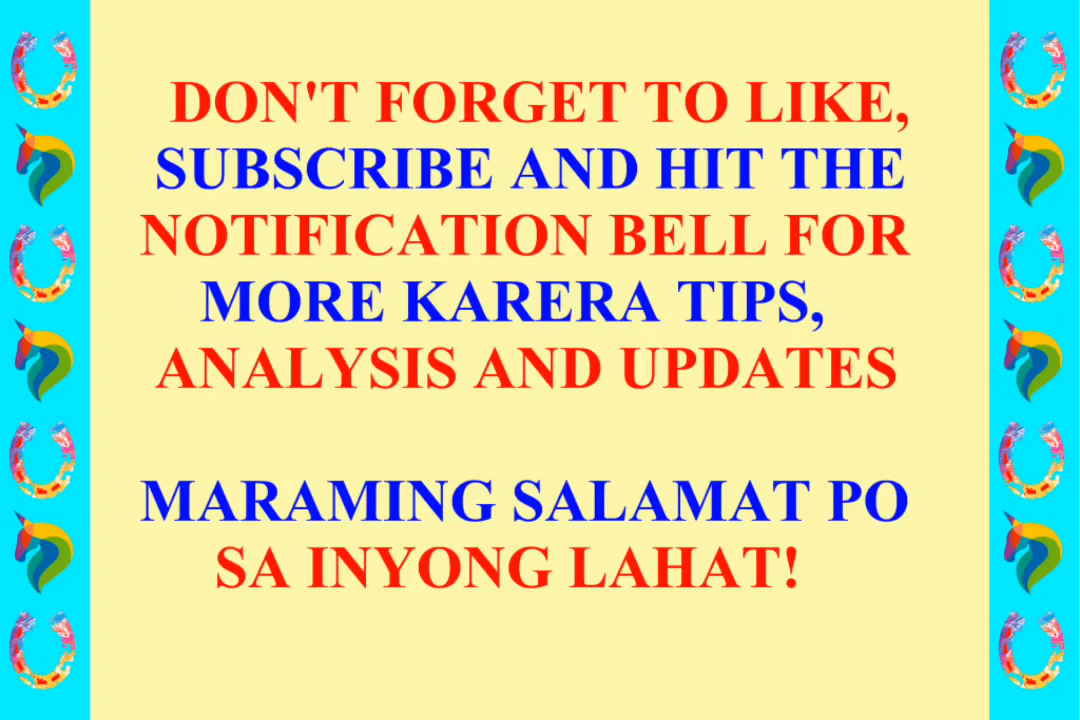 DON'T FORGET TO LIKE,
SUBSCRIBE AND HIT THE
NOTIFICATION BELL FOR
MORE KARERA TIPS,
ANALYSIS AND UPDATES
MARAMING SALAMAT PO
SA INYONG LAHAT!